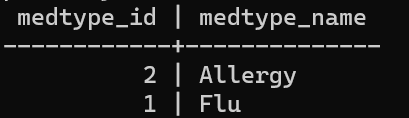 medtype_id | medtype_name
------------+--------------
2 | Allergy
1 | Flu